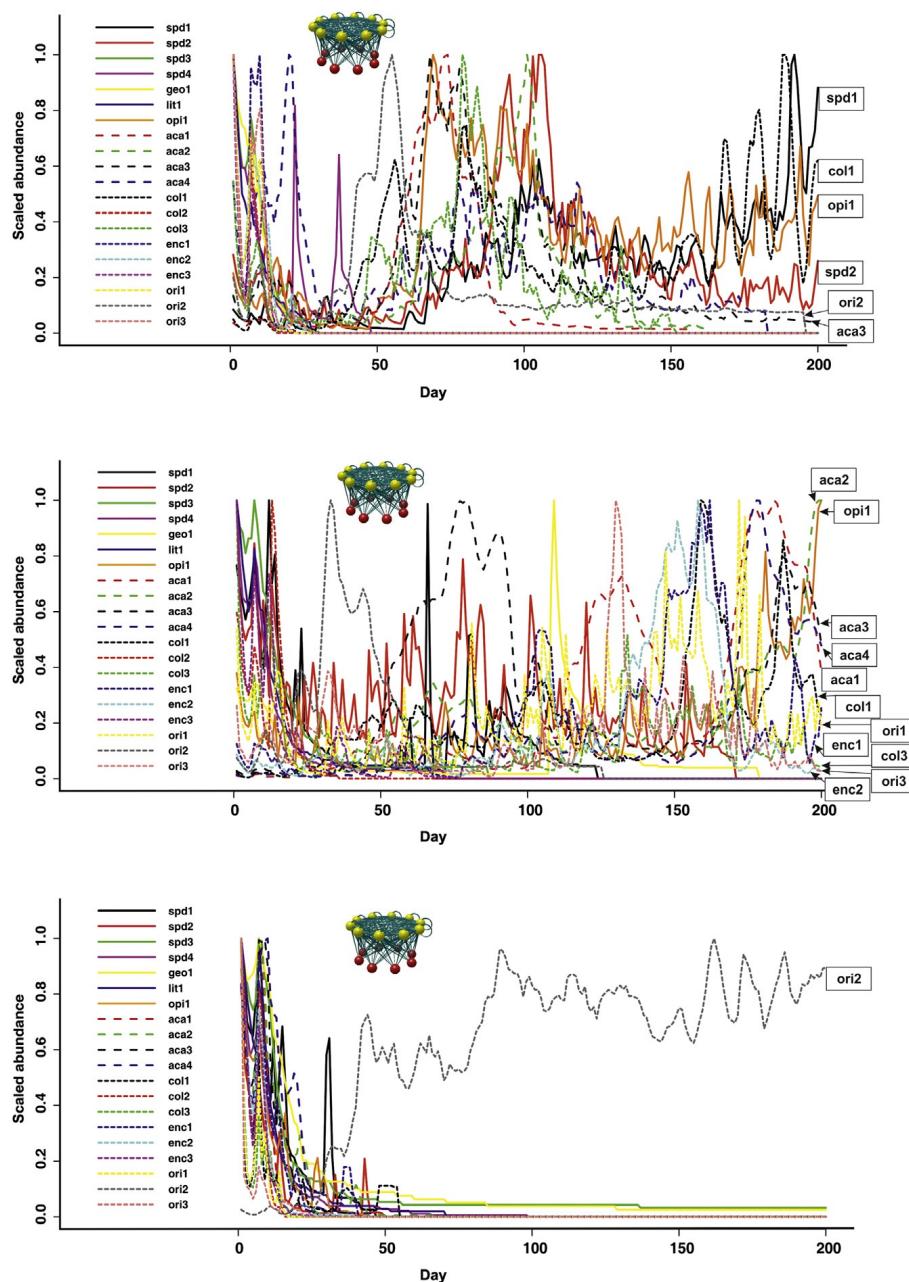 spd1
spd2
spd3
spd4
geo1
lit1
opi1
aca1
aca2
aca3
aca4
col1
col2
col3
enc1
enc2
enc3
ori1
ori2
ori3
Scaled abundance
0.0
0.2
0.4
0.6
0.8
1.0
0
50
100
150
200
Day
spd1
col1
opi1
spd2
ori2
aca3
spd1
spd2
spd3
spd4
geo1
lit1
opi1
aca1
aca2
aca3
aca4
col1
col2
col3
enc1
enc2
enc3
ori1
ori2
ori3
Scaled abundance
0.0
0.2
0.4
0.6
0.8
1.0
0
50
100
150
200
Day
aca2
opi1
aca3
aca4
aca1
col1
ori1
enc1
col3
ori3
enc2
spd1
spd2
spd3
spd4
geo1
lit1
opi1
aca1
aca2
aca3
aca4
col1
col2
col3
enc1
enc2
enc3
ori1
ori2
ori3
Scaled abundance
0.0
0.2
0.4
0.6
0.8
1.0
0
50
100
150
200
Day
ori2